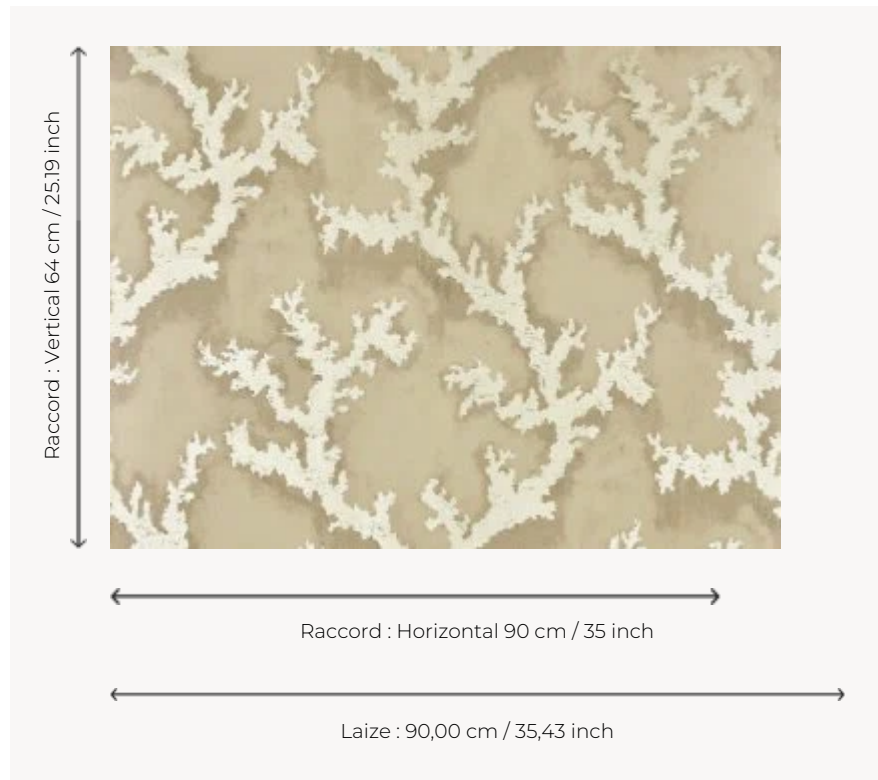 Raccord : Vertical 64 cm / 25.19 inch
Raccord : Horizontal 90 cm / 35 inch
Laize : 90,00 cm / 35,43 inch